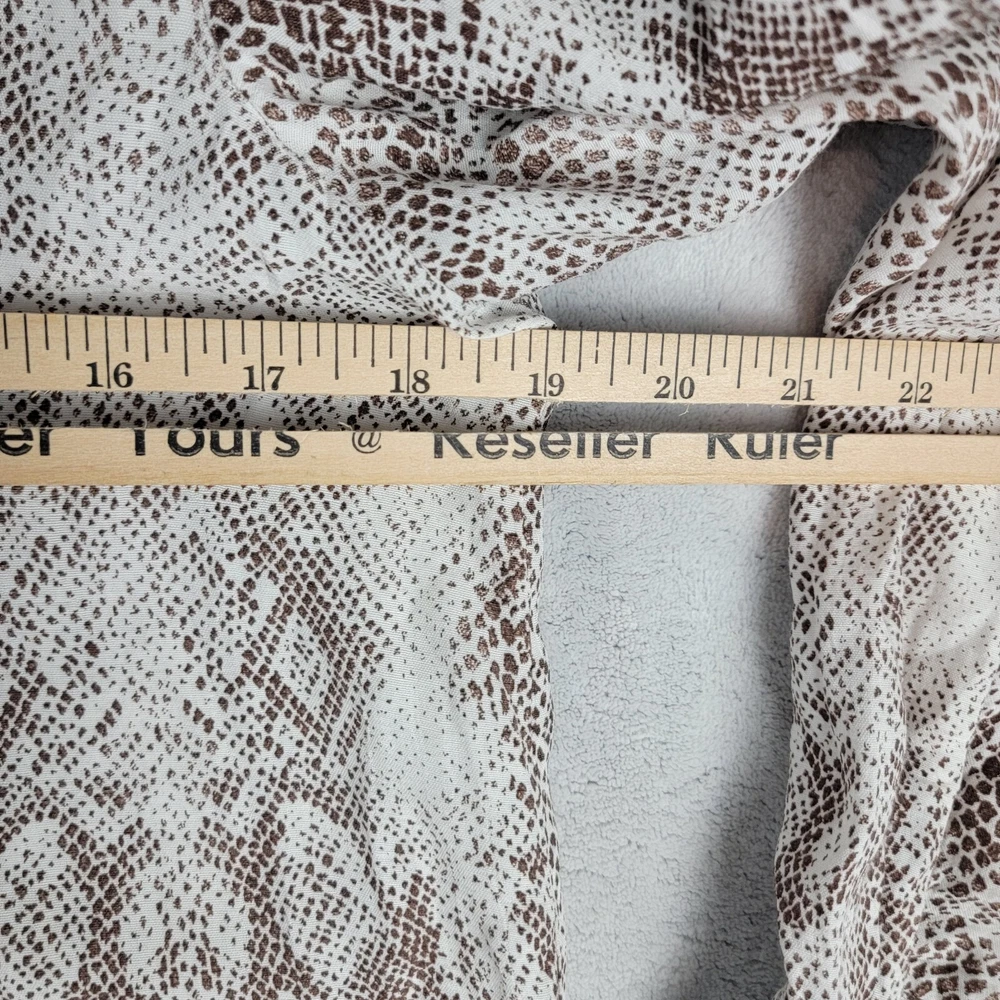 16 17 18 19 20 21 22
er Yours @ Reseller Ruler